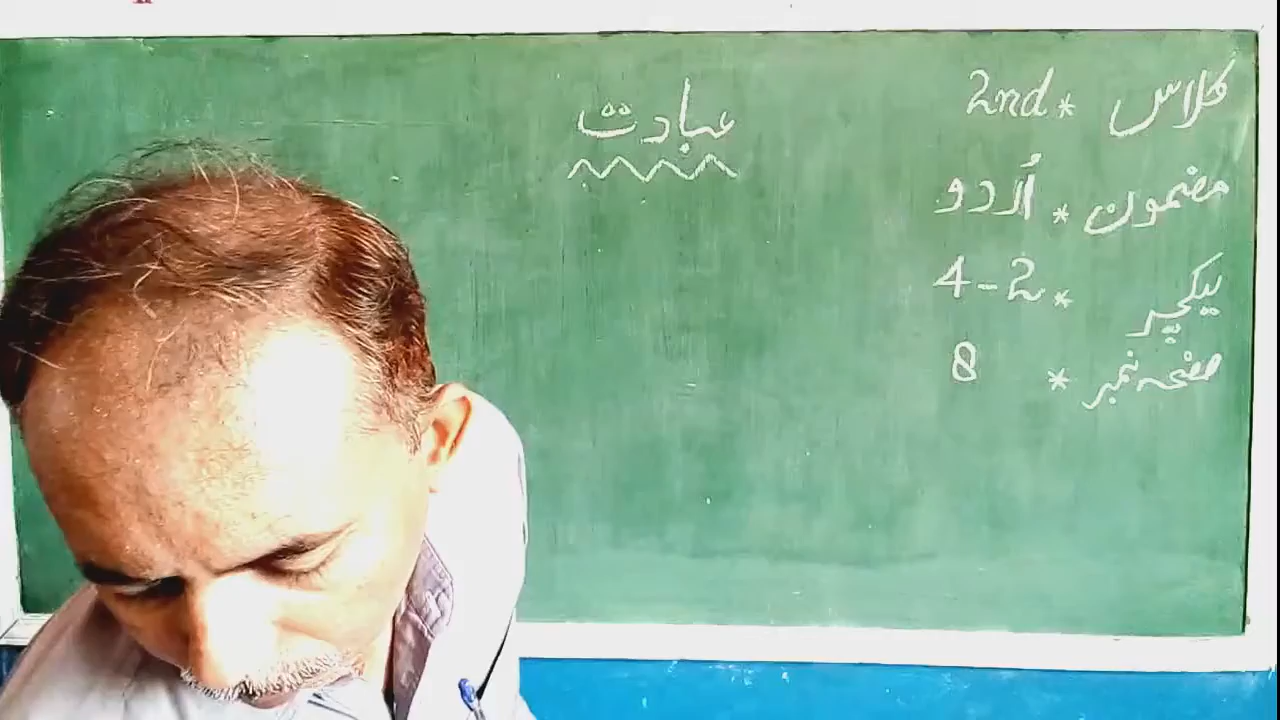 عبادت
کلاس * 2nd
مضمون * اُردو
لیکچر * 2-4
صفحہ نمبر * 8